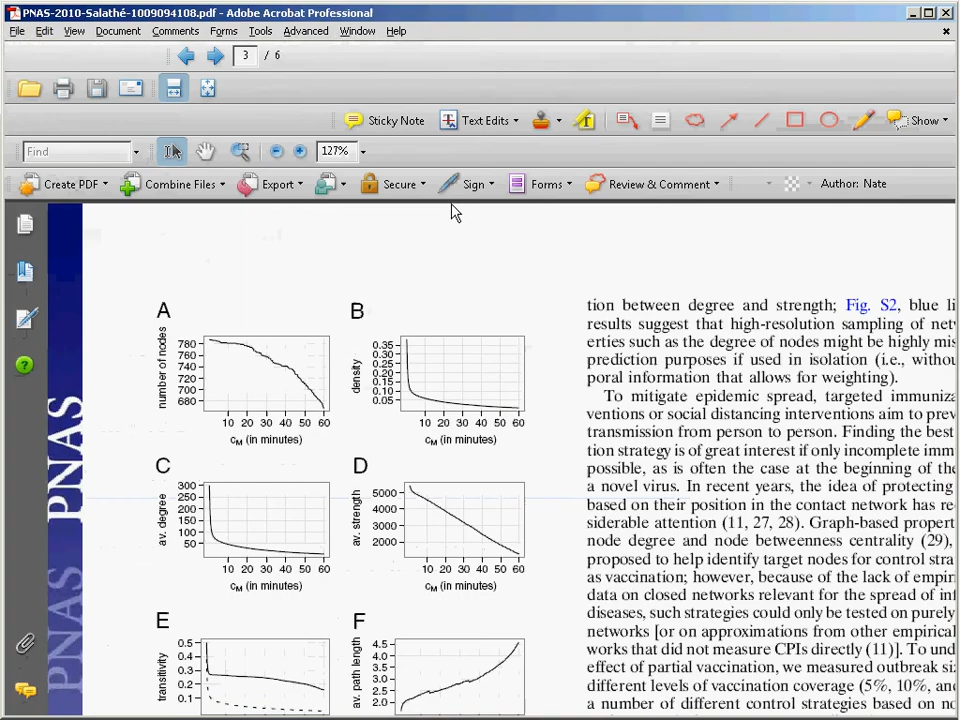 PNAS-2010-Salathé-1009094108.pdf - Adobe Acrobat Professional
File Edit View Document Comments Forms Tools Advanced Window Help
3 / 6
Sticky Note Text Edits Show
Find 127%
Create PDF Combine Files Export Secure Sign Forms Review & Comment Author: Nate
PNAS
PNAS
A
number of nodes
780
760
740
720
700
680
10 20 30 40 50 60
cM (in minutes)
B
density
0.35
0.30
0.25
0.20
0.15
0.10
0.05
10 20 30 40 50 60
cM (in minutes)
C
av. degree
300
250
200
150
100
50
10 20 30 40 50 60
cM (in minutes)
D
av. strength
5000
4000
3000
2000
10 20 30 40 50 60
cM (in minutes)
E
transitivity
0.5
0.4
0.3
0.2
0.1
F
av. path length
4.5
4.0
3.5
3.0
2.5
2.0
tion between degree and strength; Fig. S2, blue li
results suggest that high-resolution sampling of net
erties such as the degree of nodes might be highly mis
prediction purposes if used in isolation (i.e., withou
poral information that allows for weighting).
To mitigate epidemic spread, targeted immuniza
ventions or social distancing interventions aim to prev
transmission from person to person. Finding the best
tion strategy is of great interest if only incomplete imm
possible, as is often the case at the beginning of the
a novel virus. In recent years, the idea of protecting
based on their position in the contact network has re
siderable attention (11, 27, 28). Graph-based propert
node degree and node betweenness centrality (29),
proposed to help identify target nodes for control stra
as vaccination; however, because of the lack of empir
data on closed networks relevant for the spread of inf
diseases, such strategies could only be tested on purely
networks [or on approximations from other empirical
works that did not measure CPIs directly (11)]. To und
effect of partial vaccination, we measured outbreak siz
different levels of vaccination coverage (5%, 10%, and
a number of different control strategies based on no